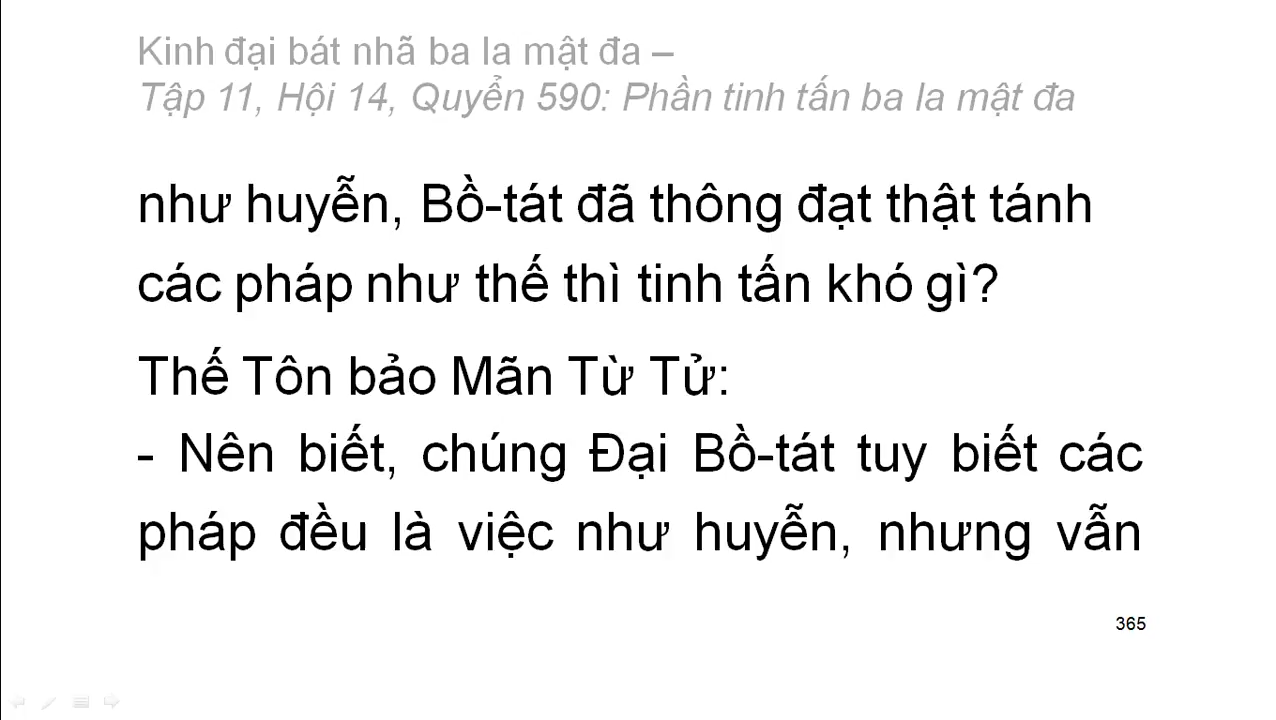 Kinh đại bát nhã ba la mật đa –
Tập 11, Hội 14, Quyển 590: Phần tinh tấn ba la mật đa
như huyễn, Bồ-tát đã thông đạt thật tánh
các pháp như thế thì tinh tấn khó gì?
Thế Tôn bảo Mãn Từ Tử:
- Nên biết, chúng Đại Bồ-tát tuy biết các
pháp đều là việc như huyễn, nhưng vẫn
365